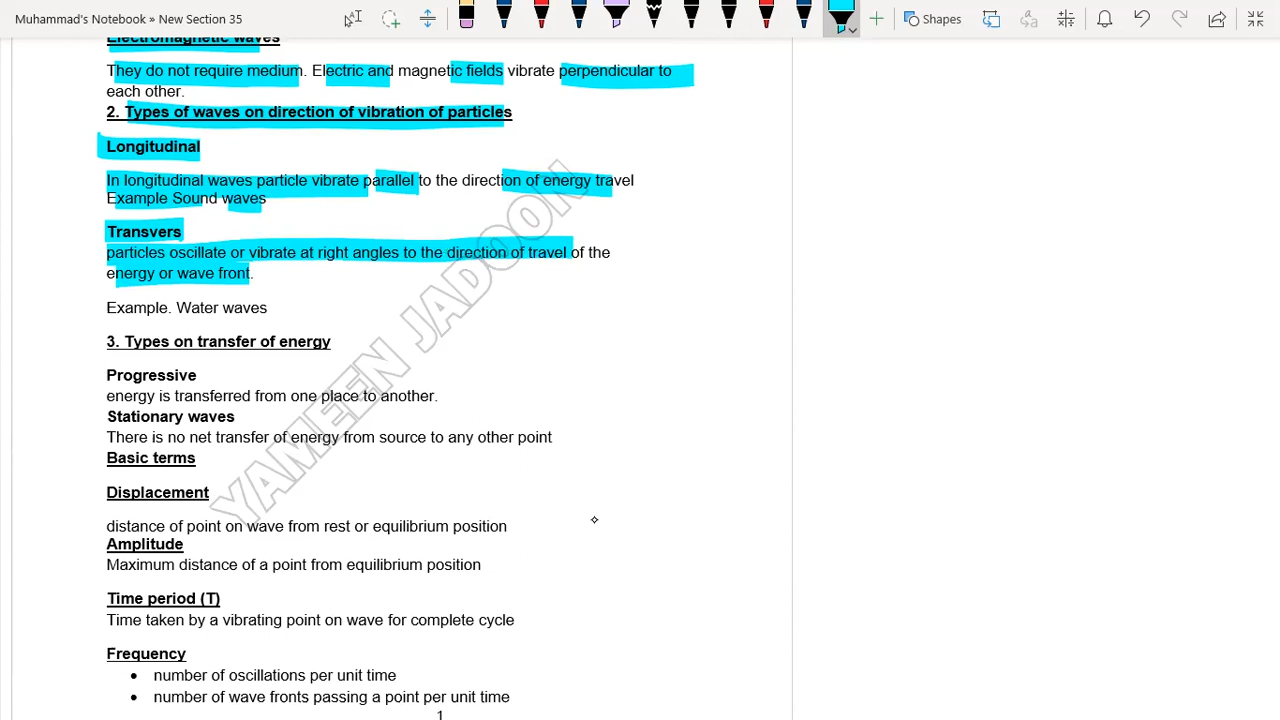 Muhammad's Notebook » New Section 35
Shapes
Electromagnetic waves
They do not require medium. Electric and magnetic fields vibrate perpendicular to
each other.
2. Types of waves on direction of vibration of particles
Longitudinal
In longitudinal waves particle vibrate parallel to the direction of energy travel
Example Sound waves
Transvers
particles oscillate or vibrate at right angles to the direction of travel of the
energy or wave front.
Example. Water waves
3. Types on transfer of energy
Progressive
energy is transferred from one place to another.
Stationary waves
There is no net transfer of energy from source to any other point
Basic terms
Displacement
distance of point on wave from rest or equilibrium position
Amplitude
Maximum distance of a point from equilibrium position
Time period (T)
Time taken by a vibrating point on wave for complete cycle
Frequency
• number of oscillations per unit time
• number of wave fronts passing a point per unit time
1
YAMEEN JADOON